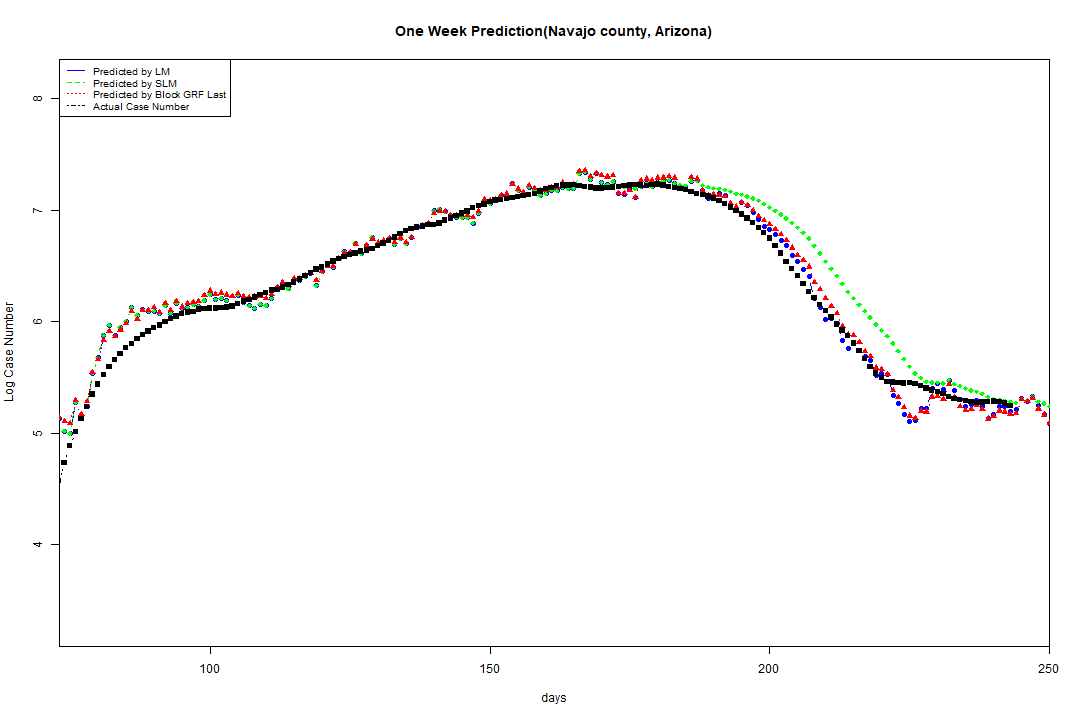 One Week Prediction(Navajo county, Arizona)
Predicted by LM
Predicted by SLM
Predicted by Block GRF Last
Actual Case Number
8
7
6
5
4
Log Case Number
100 150 200 250
days